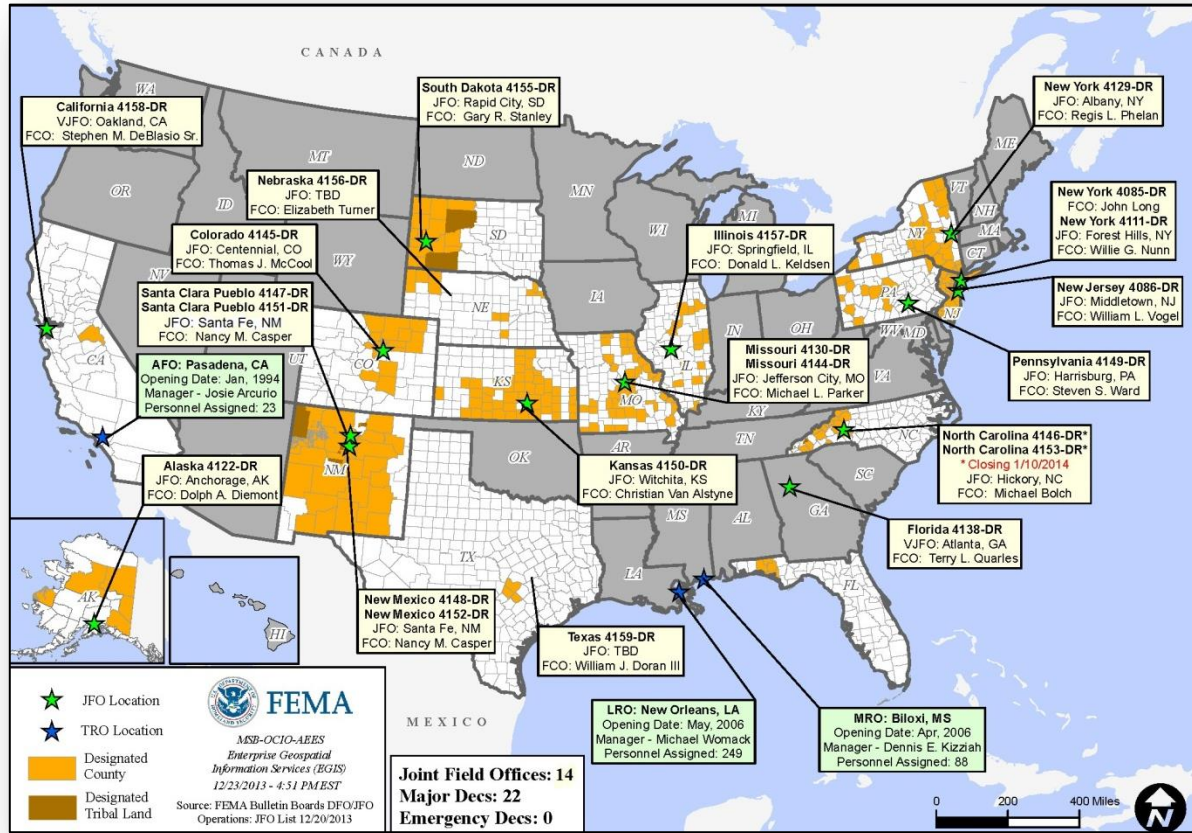 CANADA
California 4158-DR
VJFO: Oakland, CA
FCO: Stephen M. DeBlasio Sr.
South Dakota 4155-DR
JFO: Rapid City, SD
FCO: Gary R. Stanley
New York 4129-DR
JFO: Albany, NY
FCO: Regis L. Phelan
Nebraska 4156-DR
JFO: TBD
FCO: Elizabeth Turner
Colorado 4145-DR
JFO: Centennial, CO
FCO: Thomas J. McCool
Illinois 4157-DR
JFO: Springfield, IL
FCO: Donald L. Keldsen
New York 4085-DR
FCO: John Long
New York 4111-DR
JFO: Forest Hills, NY
FCO: Willie G. Nunn
Santa Clara Pueblo 4147-DR
Santa Clara Pueblo 4151-DR
JFO: Santa Fe, NM
FCO: Nancy M. Casper
New Jersey 4086-DR
JFO: Middletown, NJ
FCO: William L. Vogel
AFO: Pasadena, CA
Opening Date: Jan, 1994
Manager - Josie Arcurio
Personnel Assigned: 23
Missouri 4130-DR
Missouri 4144-DR
JFO: Jefferson City, MO
FCO: Michael L. Parker
Pennsylvania 4149-DR
JFO: Harrisburg, PA
FCO: Steven S. Ward
Alaska 4122-DR
JFO: Anchorage, AK
FCO: Dolph A. Diemont
Kansas 4150-DR
JFO: Witchita, KS
FCO: Christian Van Alstyne
North Carolina 4146-DR*
North Carolina 4153-DR*
* Closing 1/10/2014
JFO: Hickory, NC
FCO: Michael Bolch
Florida 4138-DR
VJFO: Atlanta, GA
FCO: Terry L. Quarles
New Mexico 4148-DR
New Mexico 4152-DR
JFO: Santa Fe, NM
FCO: Nancy M. Casper
Texas 4159-DR
JFO: TBD
FCO: William J. Doran III
LRO: New Orleans, LA
Opening Date: May, 2006
Manager - Michael Womack
Personnel Assigned: 249
MRO: Biloxi, MS
Opening Date: Apr, 2006
Manager - Dennis E. Kizziah
Personnel Assigned: 88
WA
OR
ID
MT
ND
MN
WI
MI
ME
VT
NH
MA
CT
NY
NJ
PA
MD
WV
VA
OH
IN
IL
IA
SD
NE
WY
NV
UT
CO
CA
KS
MO
KY
TN
NC
SC
GA
AL
MS
AR
OK
NM
TX
LA
FL
AK
HI
MEXICO
JFO Location
TRO Location
Designated
County
Designated
Tribal Land
FEMA
MSB-OCIO-AEES
Enterprise Geospatial
Information Services (EGIS)
12/23/2013 - 4:51 PM EST
Source: FEMA Bulletin Boards DFO/JFO
Operations: JFO List 12/20/2013
Joint Field Offices: 14
Major Decs: 22
Emergency Decs: 0
0 200 400 Miles
N